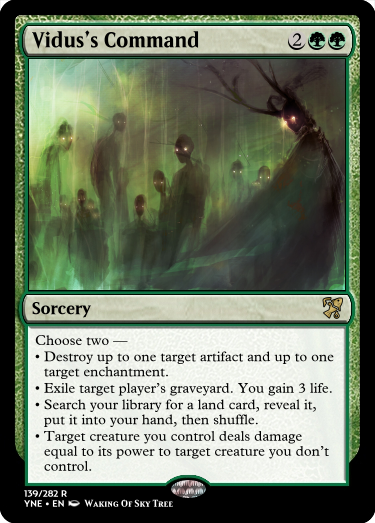 Vidus's Command 2
Sorcery
Choose two —
• Destroy up to one target artifact and up to one
target enchantment.
• Exile target player's graveyard. You gain 3 life.
• Search your library for a land card, reveal it,
put it into your hand, then shuffle.
• Target creature you control deals damage
equal to its power to target creature you don't
control.
139/282 R
YNE • EN Waking Of Sky Tree